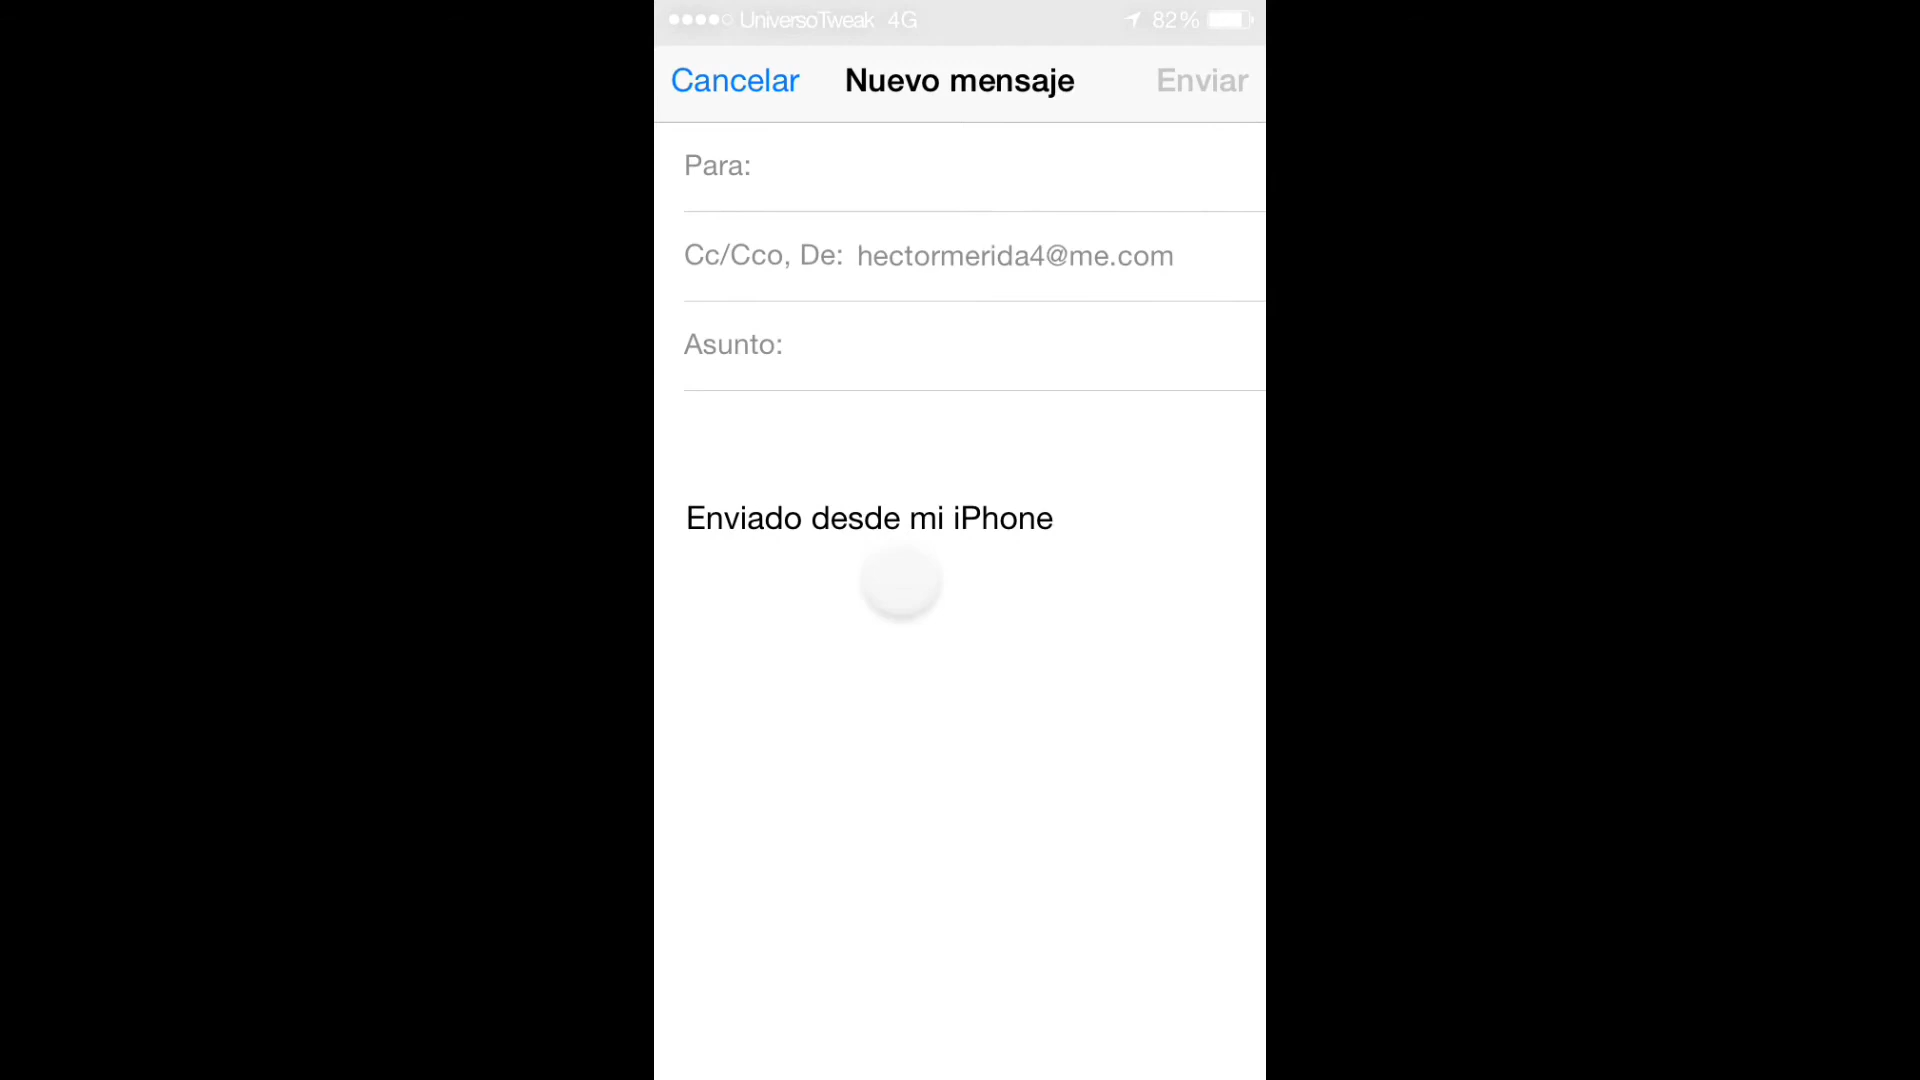 UniversoTweak 4G 82%
Cancelar Nuevo mensaje Enviar
Para:
Cc/Cco, De: hectormerida4@me.com
Asunto:
Enviado desde mi iPhone